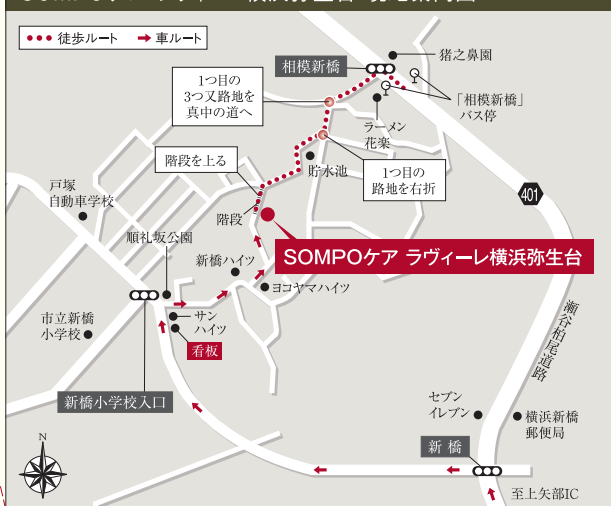 徒歩ルート
車ルート
相模新橋
猪之鼻園
1つ目の
3つ又路地を
真中の道へ
「相模新橋」
バス停
ラーメン
花楽
階段を上る
貯水池
1つ目の
路地を右折
戸塚
自動車学校
階段
401
順礼坂公園
SOMPOケア ラヴィーレ横浜弥生台
新橋ハイツ
ヨコヤマハイツ
瀬谷柏尾道路
市立新橋
小学校
サン
ハイツ
看板
新橋小学校入口
セブン
イレブン
横浜新橋
郵便局
新橋
N
至上矢部IC